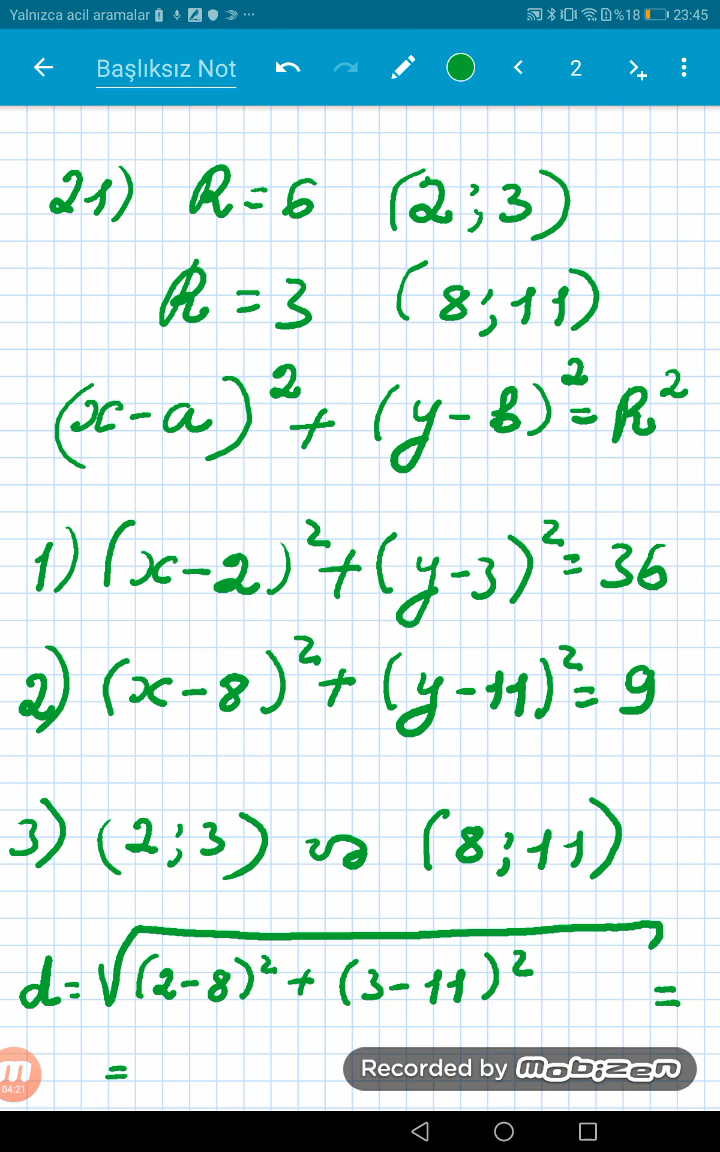 Yalnızca acil aramalar ... %18 23:45
Başlıksız Not 2
21) R = 6 (2 ; 3)
R = 3 (8 ; 11)
(x - a)² + (y - b)² = R²
1) (x - 2)² + (y - 3)² = 36
2) (x - 8)² + (y - 11)² = 9
3) (2 ; 3) və (8 ; 11)
d = √(2 - 8)² + (3 - 11)² =
=
04:21
Recorded by mobizen